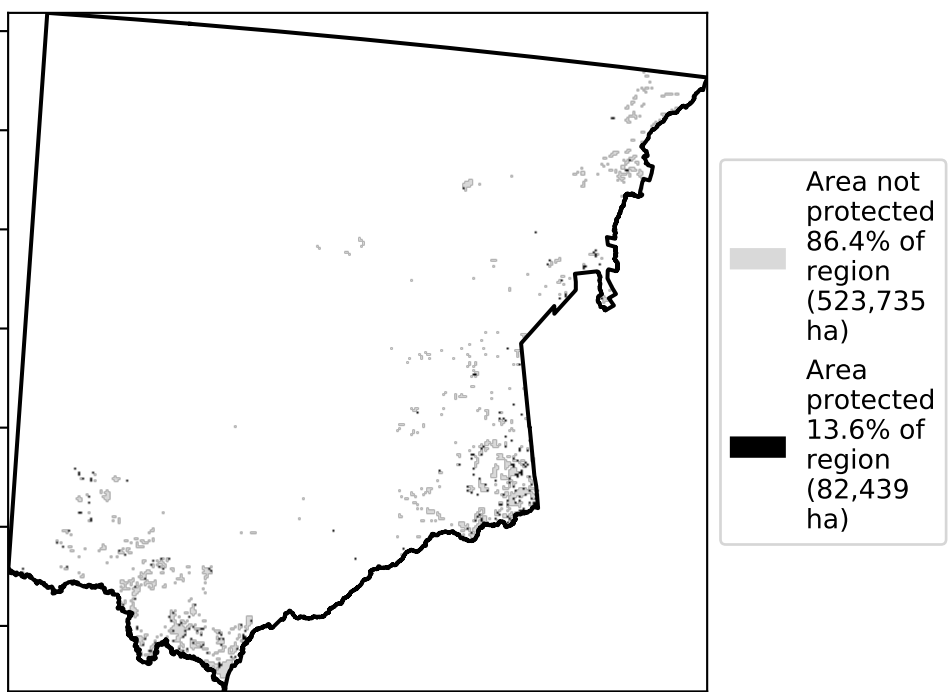 Area not
protected
86.4% of
region
(523,735
ha)
Area
protected
13.6% of
region
(82,439
ha)